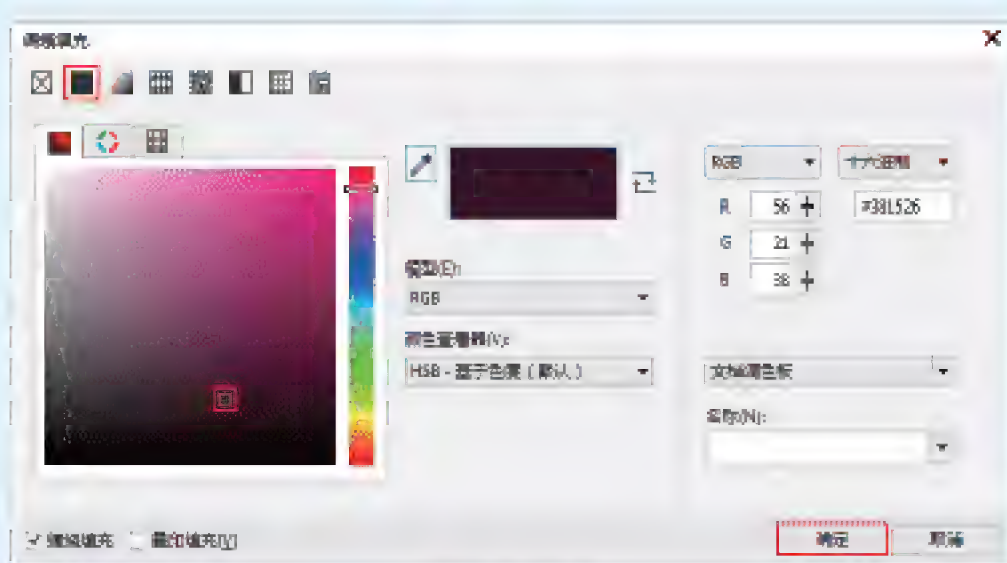 编辑填充
RGB 十六进制
R 56 #381526
G 21
B 38
模型(E):
RGB
颜色查看器(V):
HSB - 基于色度(默认)
文档调色板
名称(N):
缠绕填充 叠印填充(V)
确定 取消